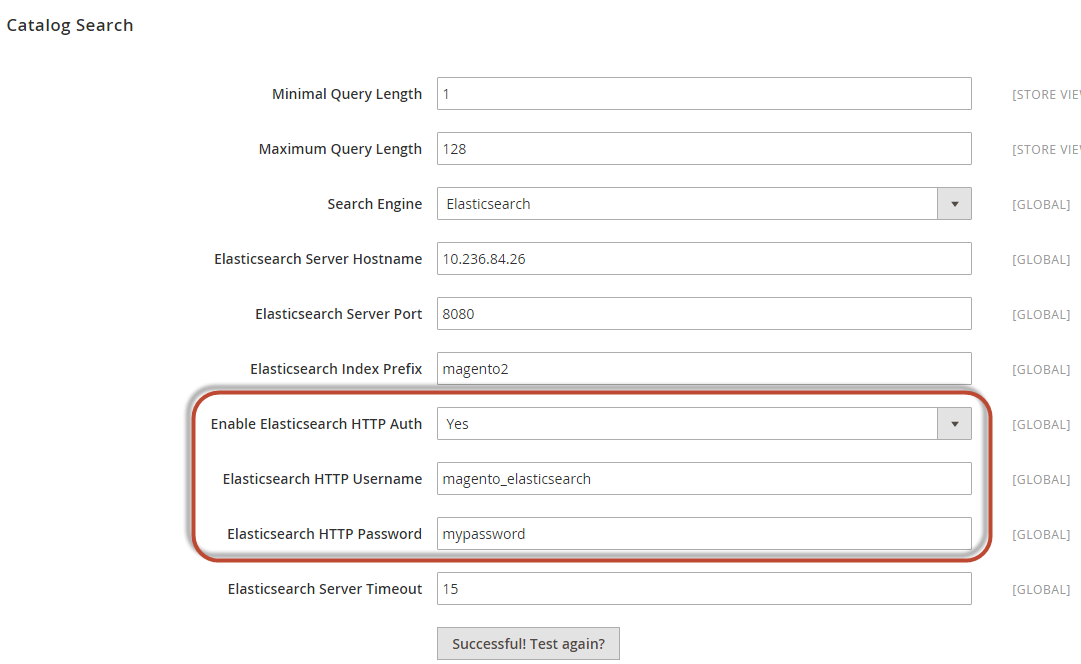 Catalog Search
Minimal Query Length 1 [STORE VIEW
Maximum Query Length 128 [STORE VIEW
Search Engine Elasticsearch [GLOBAL]
Elasticsearch Server Hostname 10.236.84.26 [GLOBAL]
Elasticsearch Server Port 8080 [GLOBAL]
Elasticsearch Index Prefix magento2 [GLOBAL]
Enable Elasticsearch HTTP Auth Yes [GLOBAL]
Elasticsearch HTTP Username magento_elasticsearch [GLOBAL]
Elasticsearch HTTP Password mypassword [GLOBAL]
Elasticsearch Server Timeout 15 [GLOBAL]
Successful! Test again?